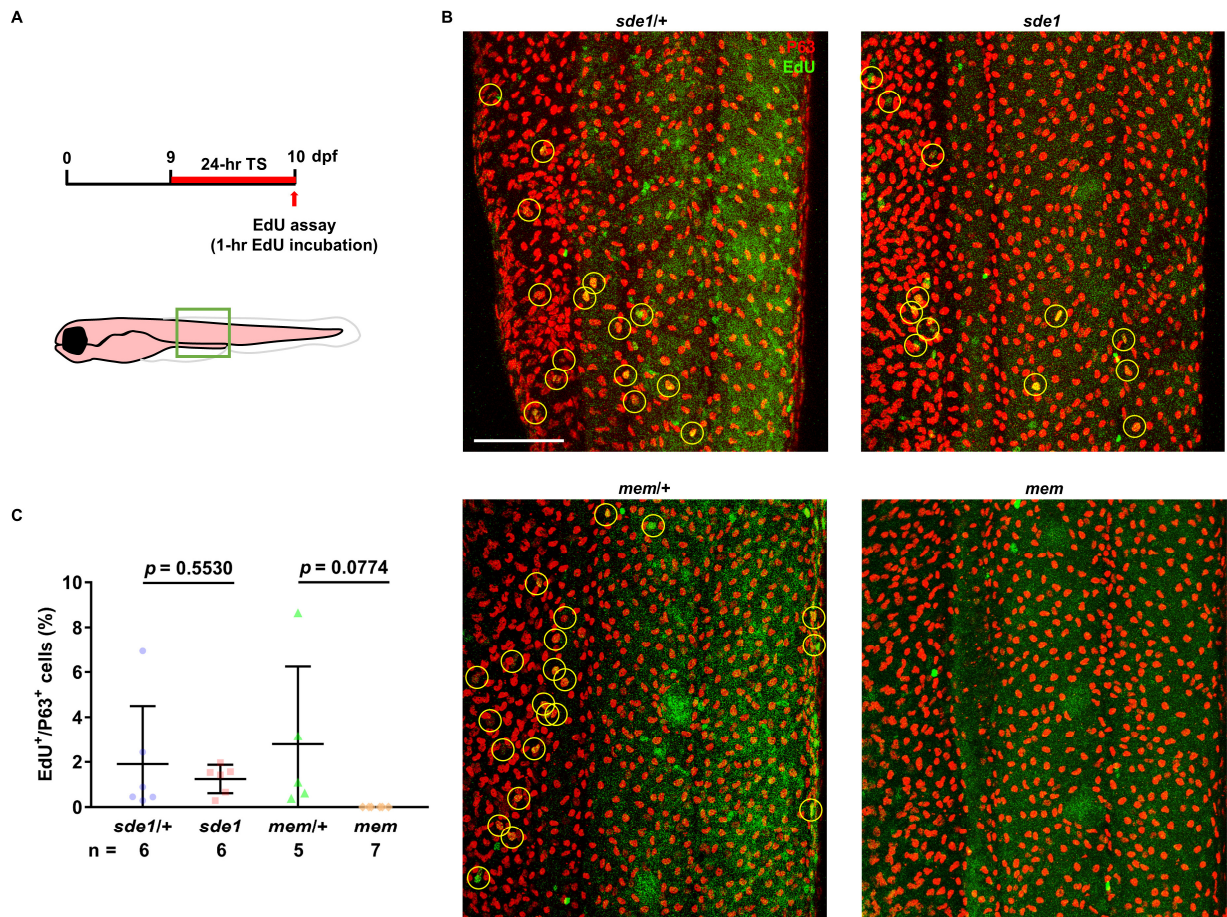 A
0 9 10 dpf
24-hr TS
EdU assay
(1-hr EdU incubation)
B
sde1/+ sde1
P63
EdU
mem/+ mem
C
p = 0.5530 p = 0.0774
EdU⁺/P63⁺ cells (%)
10
8
6
4
2
0
sde1/+ sde1 mem/+ mem
n = 6 6 5 7